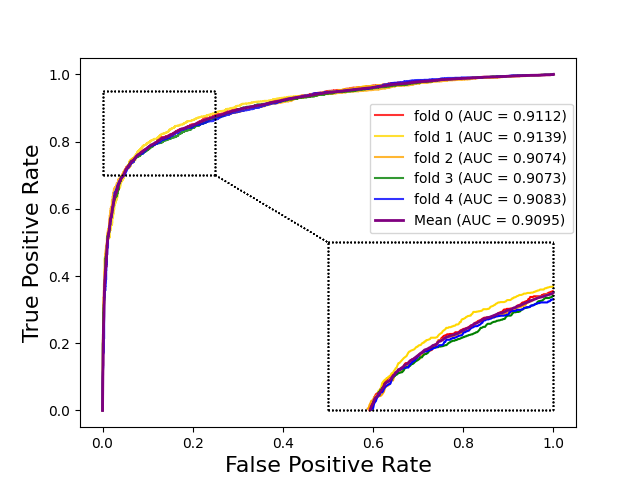 True Positive Rate
1.0
0.8
0.6
0.4
0.2
0.0
fold 0 (AUC = 0.9112)
fold 1 (AUC = 0.9139)
fold 2 (AUC = 0.9074)
fold 3 (AUC = 0.9073)
fold 4 (AUC = 0.9083)
Mean (AUC = 0.9095)
0.0 0.2 0.4 0.6 0.8 1.0
False Positive Rate